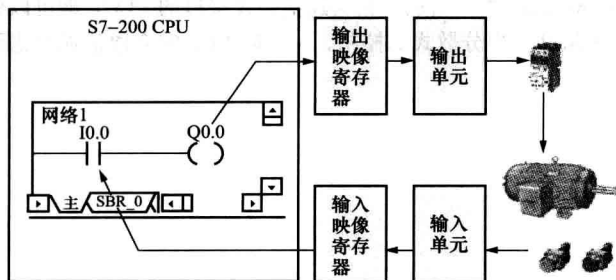 S7-200 CPU
网络1
I0.0
Q0.0
主
SBR_0
输出
映像
寄存
器
输出
单元
输入
映像
寄存
器
输入
单元